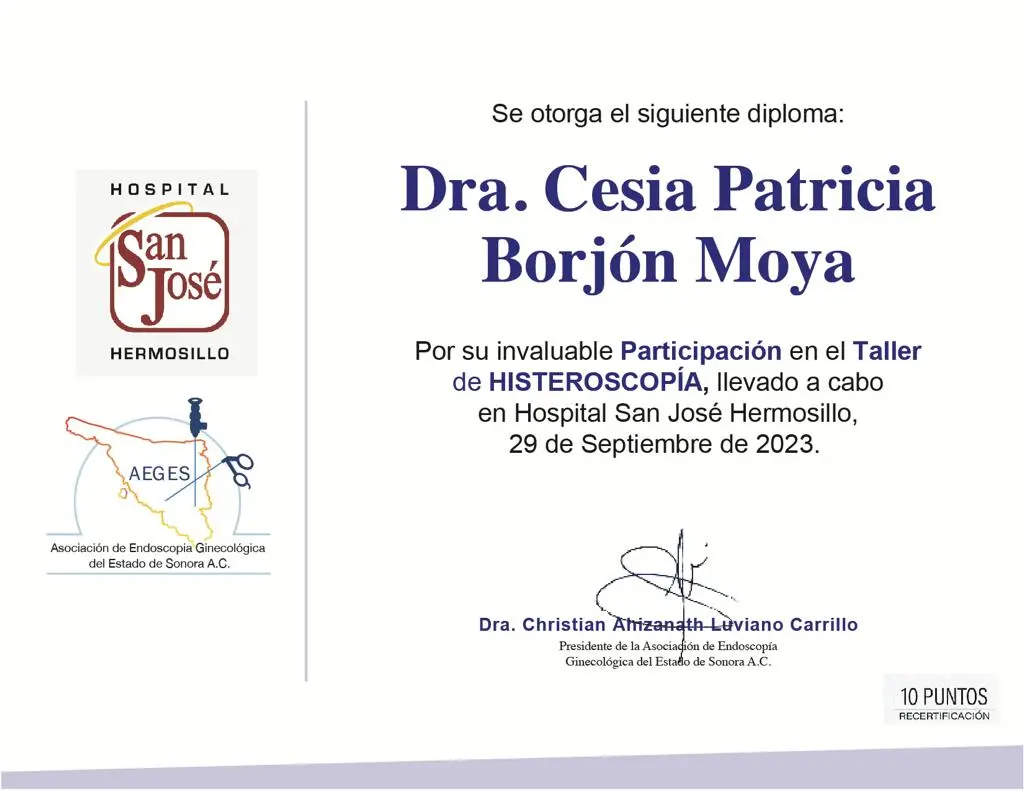 Se otorga el siguiente diploma:
Dra. Cesia Patricia
Borjón Moya
Por su invaluable Participación en el Taller
de HISTEROSCOPÍA, llevado a cabo
en Hospital San José Hermosillo,
29 de Septiembre de 2023.
HOSPITAL
San
José
HERMOSILLO
AEGES
Asociación de Endoscopia Ginecológica
del Estado de Sonora A.C.
Dra. Christian Ahizanath Luviano Carrillo
Presidente de la Asociación de Endoscopía
Ginecológica del Estado de Sonora A.C.
10 PUNTOS
RECERTIFICACIÓN